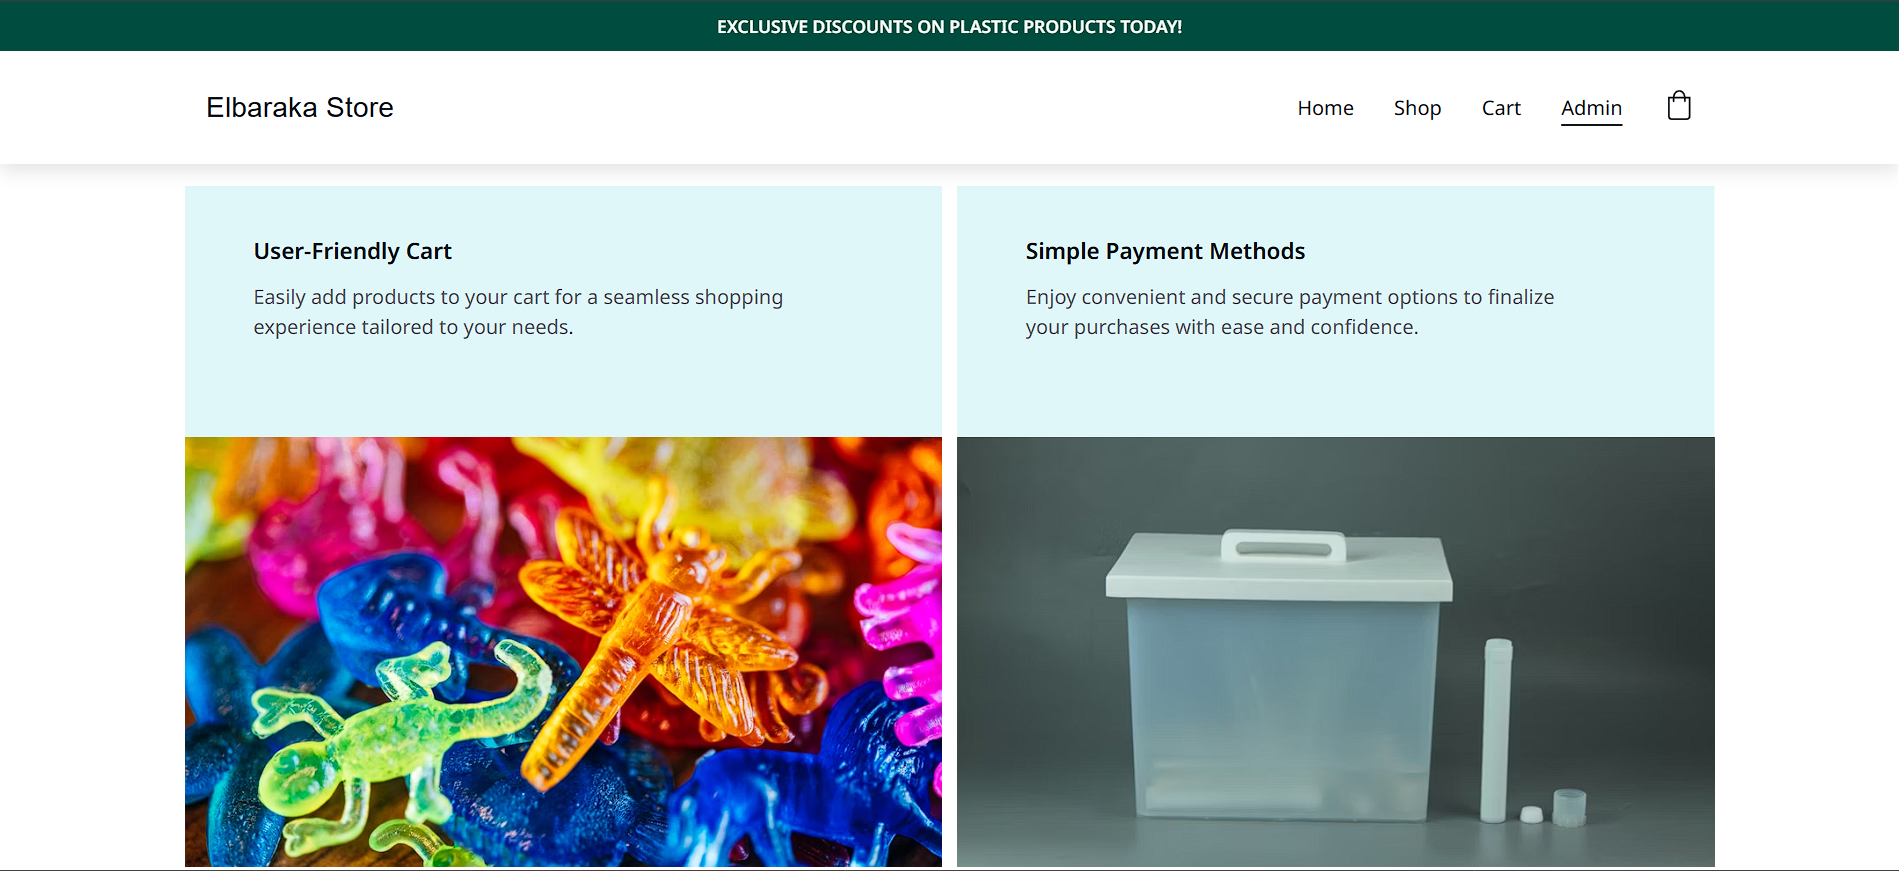 EXCLUSIVE DISCOUNTS ON PLASTIC PRODUCTS TODAY!
Elbaraka Store
Home Shop Cart Admin
User-Friendly Cart
Easily add products to your cart for a seamless shopping
experience tailored to your needs.
Simple Payment Methods
Enjoy convenient and secure payment options to finalize
your purchases with ease and confidence.